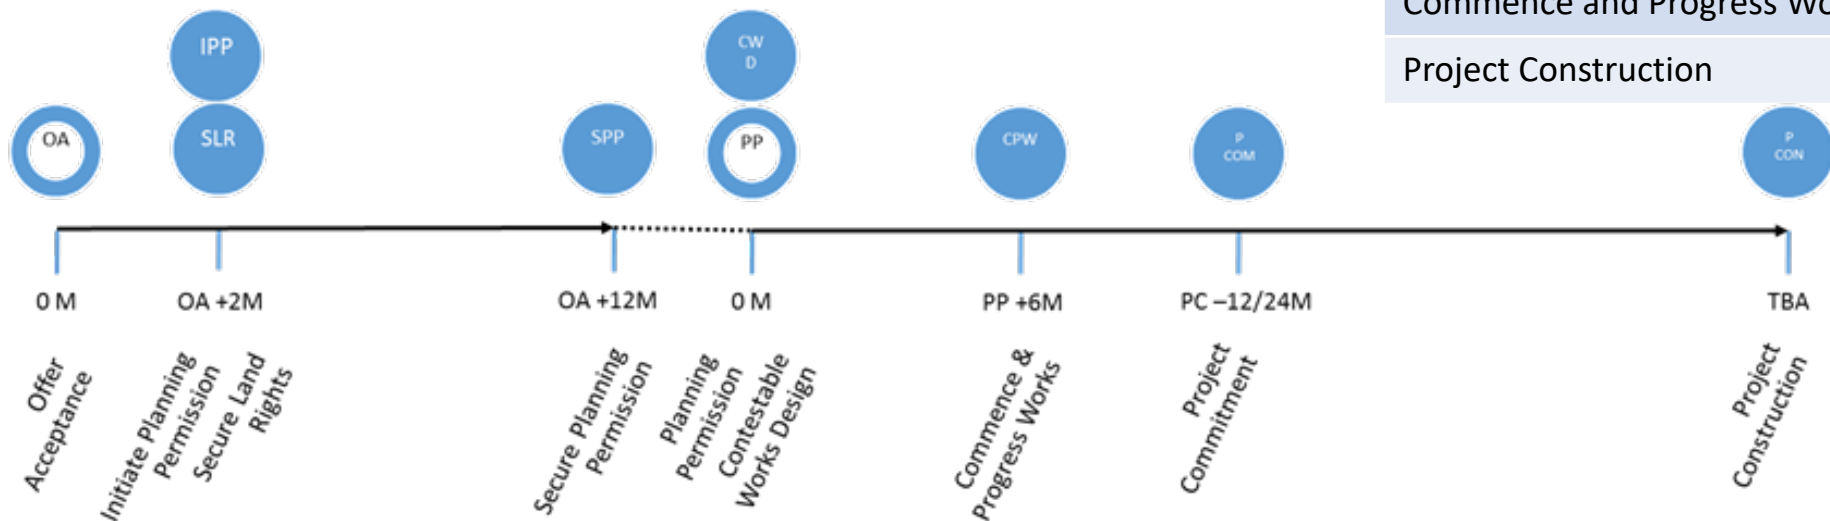 Commence and Progress
Project Construction
IPP
CW
D
OA
SLR
SPP
PP
CPW
P
COM
P
CON
0 M
OA +2M
OA +12M
0 M
PP +6M
PC –12/24M
TBA
Offer
Acceptance
Initiate Planning
Permission
Secure Land
Rights
Secure Planning
Permission
Planning
Permission
Contestable
Works Design
Commence &
Progress Works
Project
Commitment
Project
Construction